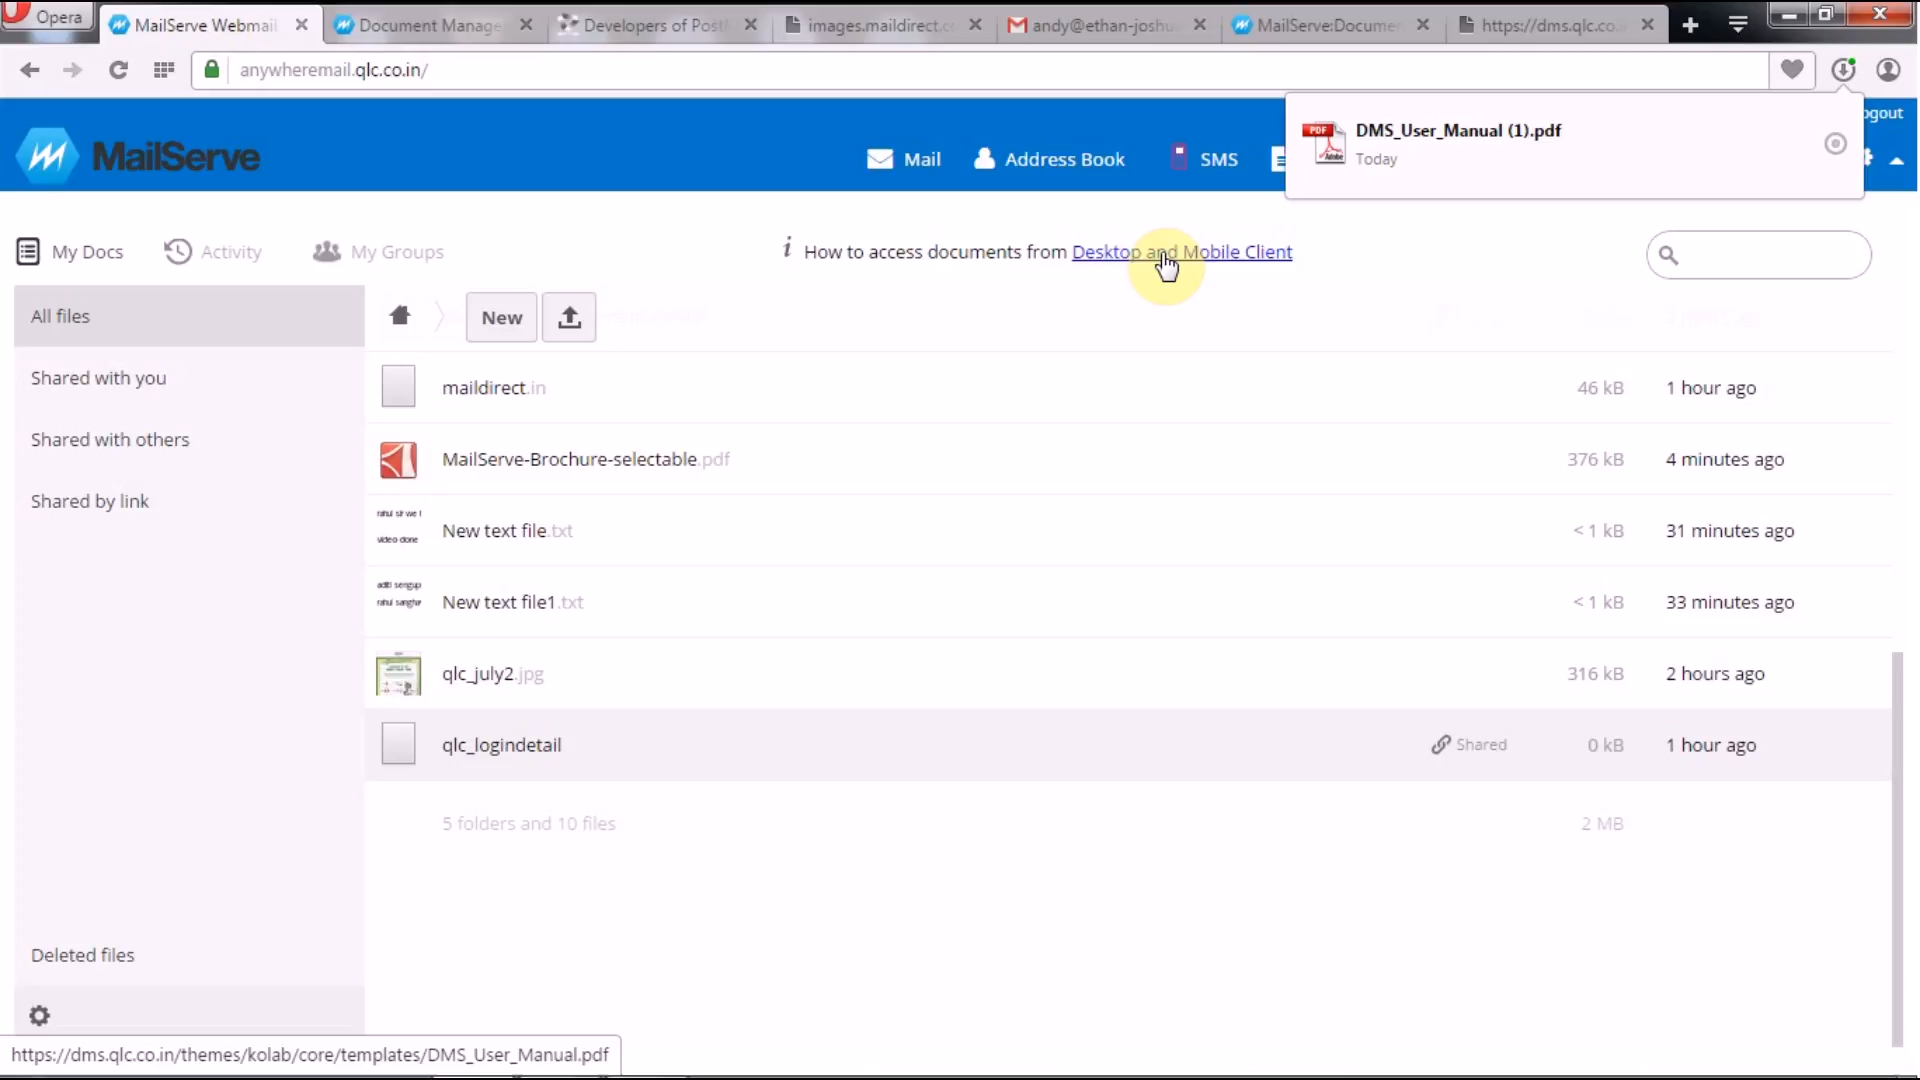 Opera
MailServe Webmail
Document Manage
Developers of Post
images.maildirect.c
andy@ethan-joshu
MailServe:Documen
https://dms.qlc.co.
anywheremail.qlc.co.in/
ogout
DMS_User_Manual (1).pdf
Today
MailServe
Mail
Address Book
SMS
My Docs
Activity
My Groups
How to access documents from Desktop and Mobile Client
All files
New
Shared with you
maildirect.in
46 kB
1 hour ago
Shared with others
MailServe-Brochure-selectable.pdf
376 kB
4 minutes ago
Shared by link
New text file.txt
< 1 kB
31 minutes ago
New text file1.txt
< 1 kB
33 minutes ago
qlc_july2.jpg
316 kB
2 hours ago
qlc_logindetail
Shared
0 kB
1 hour ago
5 folders and 10 files
2 MB
Deleted files
https://dms.qlc.co.in/themes/kolab/core/templates/DMS_User_Manual.pdf